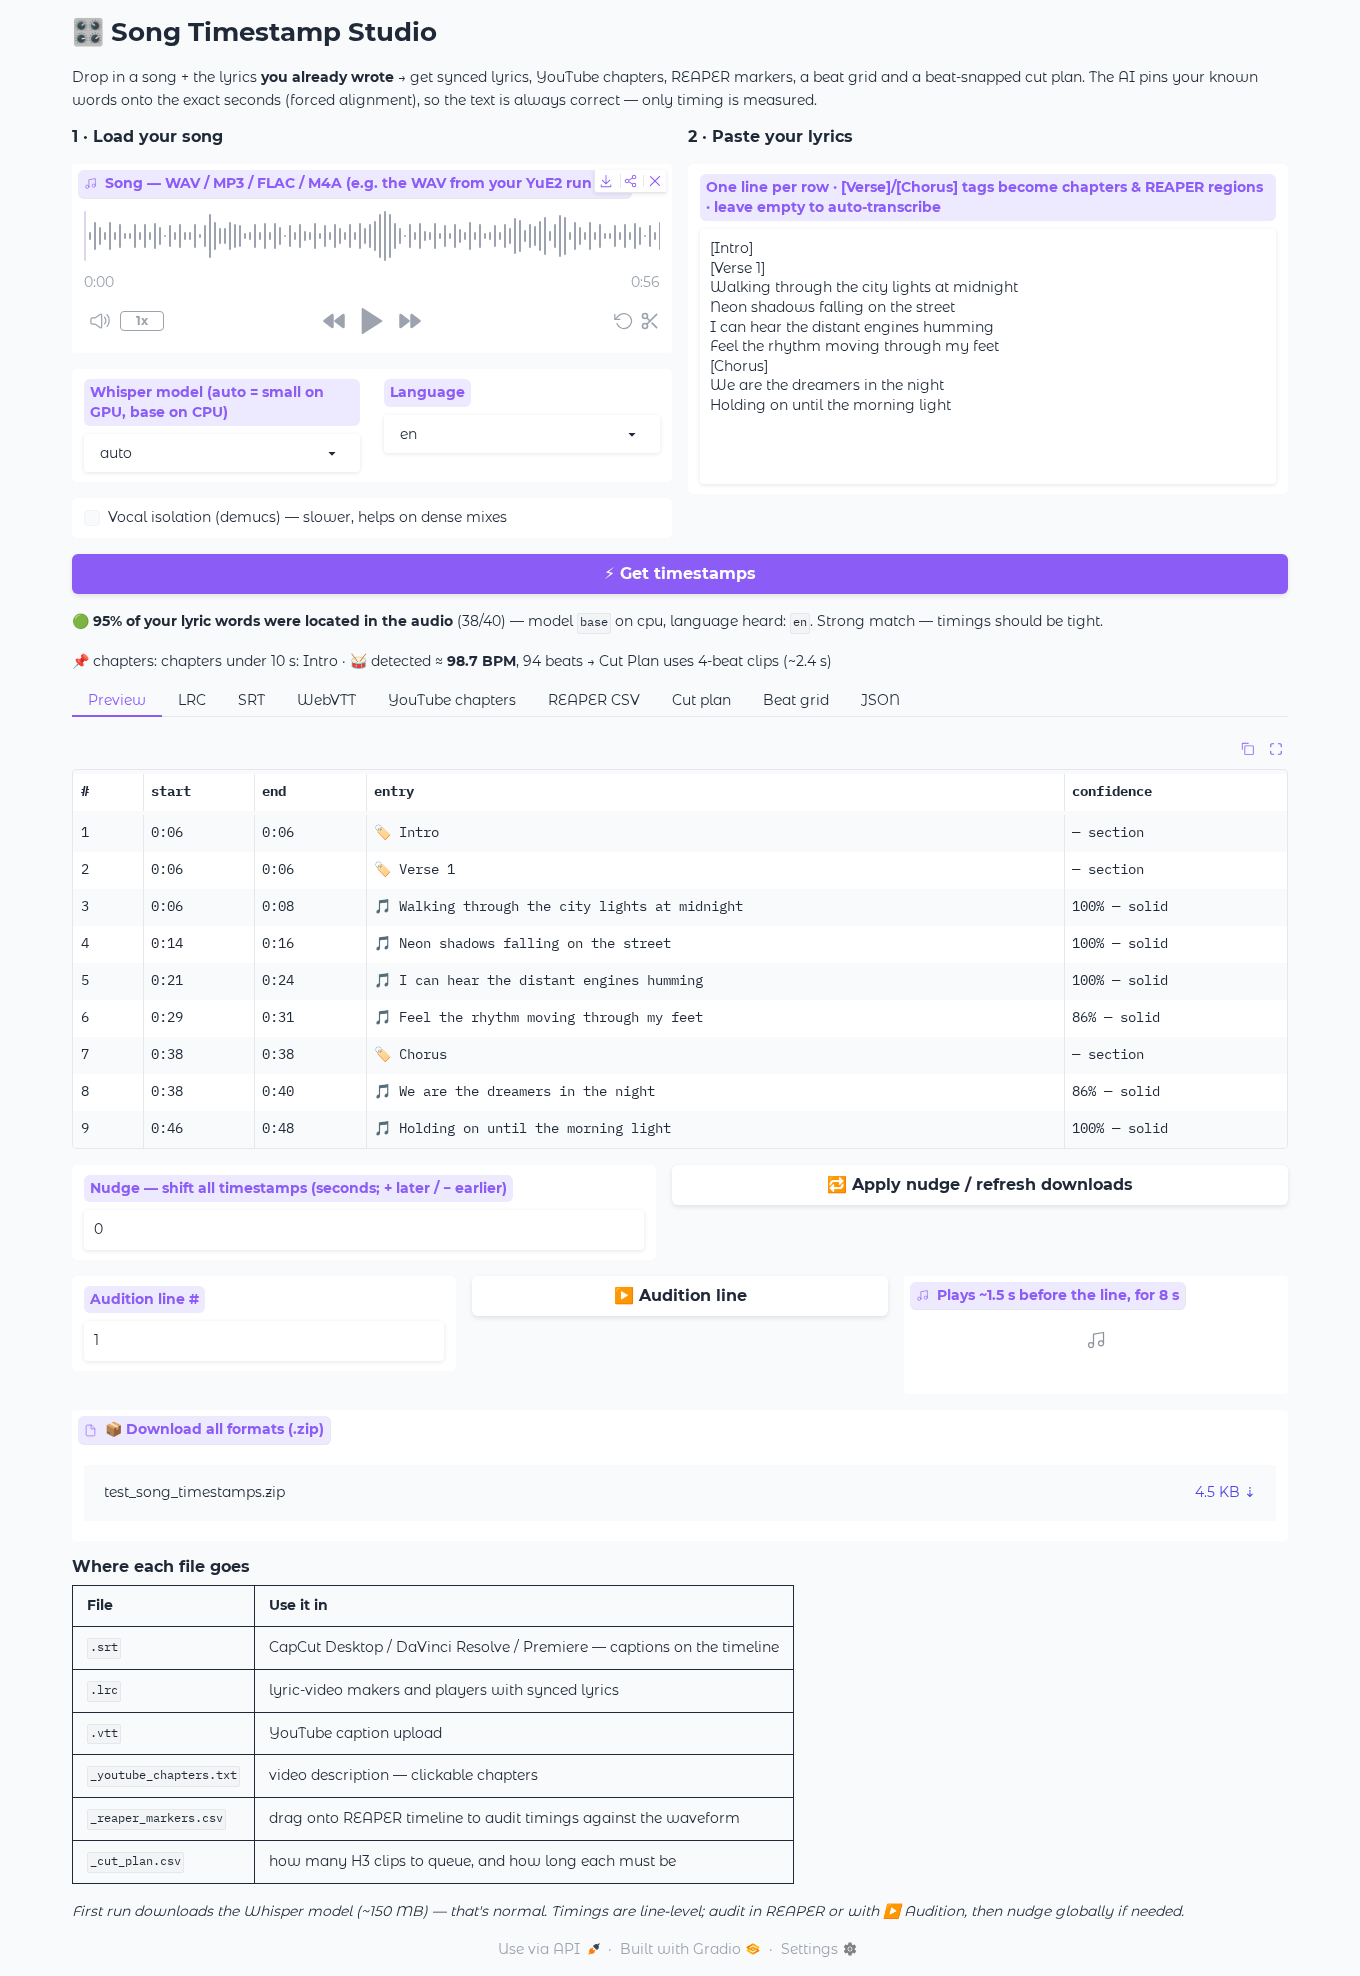 🎛️ Song Timestamp Studio
Drop in a song + the lyrics you already wrote → get synced lyrics, YouTube chapters, REAPER markers, a beat grid and a beat-snapped cut plan. The AI pins your known
words onto the exact seconds (forced alignment), so the text is always correct — only timing is measured.
1 · Load your song
Song — WAV / MP3 / FLAC / M4A (e.g. the WAV from your YuE2 run
0:00
0:56
1x
Whisper model (auto = small on
GPU, base on CPU)
auto
Language
en
Vocal isolation (demucs) — slower, helps on dense mixes
2 · Paste your lyrics
One line per row · [Verse]/[Chorus] tags become chapters & REAPER regions
· leave empty to auto-transcribe
[Intro]
[Verse 1]
Walking through the city lights at midnight
Neon shadows falling on the street
I can hear the distant engines humming
Feel the rhythm moving through my feet
[Chorus]
We are the dreamers in the night
Holding on until the morning light
⚡ Get timestamps
🟢 95% of your lyric words were located in the audio (38/40) — model base on cpu, language heard: en. Strong match — timings should be tight.
📌 chapters: chapters under 10 s: Intro · 🥁 detected ≈ 98.7 BPM, 94 beats → Cut Plan uses 4-beat clips (~2.4 s)
Preview LRC SRT WebVTT YouTube chapters REAPER CSV Cut plan Beat grid JSON
# start end entry confidence
1 0:06 0:06 🏷️ Intro — section
2 0:06 0:06 🏷️ Verse 1 — section
3 0:06 0:08 🎵 Walking through the city lights at midnight 100% — solid
4 0:14 0:16 🎵 Neon shadows falling on the street 100% — solid
5 0:21 0:24 🎵 I can hear the distant engines humming 100% — solid
6 0:29 0:31 🎵 Feel the rhythm moving through my feet 86% — solid
7 0:38 0:38 🏷️ Chorus — section
8 0:38 0:40 🎵 We are the dreamers in the night 86% — solid
9 0:46 0:48 🎵 Holding on until the morning light 100% — solid
Nudge — shift all timestamps (seconds; + later / − earlier)
0
🔁 Apply nudge / refresh downloads
Audition line #
1
▶️ Audition line
Plays ~1.5 s before the line, for 8 s
📦 Download all formats (.zip)
test_song_timestamps.zip 4.5 KB ⇣
Where each file goes
File Use it in
.srt CapCut Desktop / DaVinci Resolve / Premiere — captions on the timeline
.lrc lyric-video makers and players with synced lyrics
.vtt YouTube caption upload
_youtube_chapters.txt video description — clickable chapters
_reaper_markers.csv drag onto REAPER timeline to audit timings against the waveform
_cut_plan.csv how many H3 clips to queue, and how long each must be
First run downloads the Whisper model (~150 MB) — that's normal. Timings are line-level; audit in REAPER or with ▶️ Audition, then nudge globally if needed.
Use via API 🚀 · Built with Gradio · Settings ⚙️